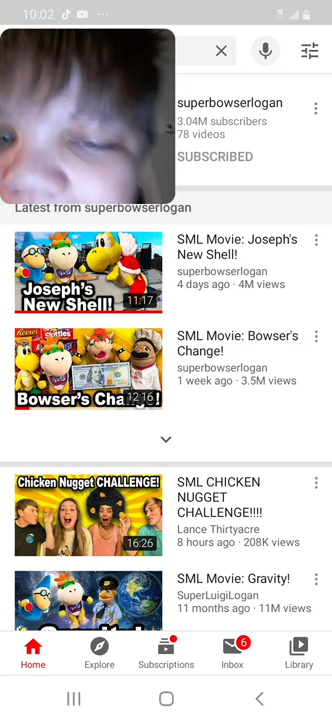 10:02
superbowserlogan
3.04M subscribers
78 videos
SUBSCRIBED
Latest from superbowserlogan
Joseph's
New Shell!
11:17
SML Movie: Joseph's
New Shell!
superbowserlogan
4 days ago · 4M views
Reese's
Skittles
Bowser's Cha
12:16
SML Movie: Bowser's
Change!
superbowserlogan
1 week ago · 3.5M views
Chicken Nugget CHALLENGE!
16:26
SML CHICKEN
NUGGET
CHALLENGE!!!!
Lance Thirtyacre
8 hours ago · 208K views
SML Movie: Gravity!
SuperLuigiLogan
11 months ago · 11M views
Home
Explore
Subscriptions
6
Inbox
Library